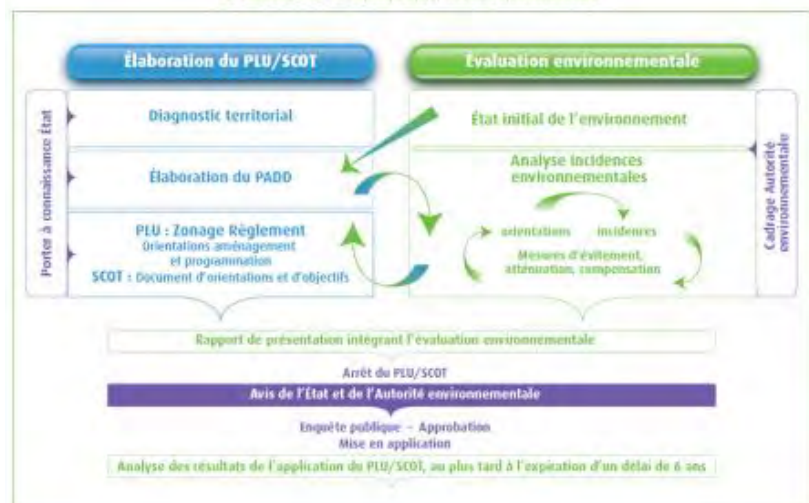 Élaboration du PLU/SCOT
Évaluation environnementale
Porter à connaissance État
Diagnostic territorial
Élaboration du PADD
PLU : Zonage Règlement
Orientations aménagement
et programmation
SCOT : Document d'orientations et d'objectifs
État initial de l'environnement
Analyse incidences
environnementales
orientations
incidences
Mesures d'évitement,
atténuation, compensation
Cadrage Autorité
environnementale
Rapport de présentation intégrant l'évaluation environnementale
Arrêt du PLU/SCOT
Avis de l'État et de l'Autorité environnementale
Enquête publique – Approbation
Mise en application
Analyse des résultats de l'application du PLU/SCOT, au plus tard à l'expiration d'un délai de 6 ans